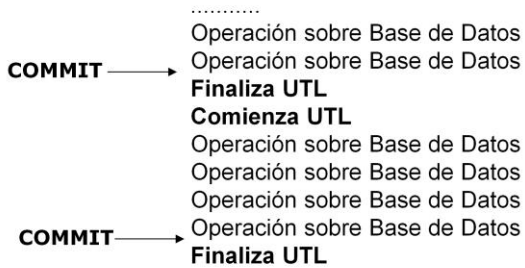 ...........
Operación sobre Base de Datos
Operación sobre Base de Datos
COMMIT
Finaliza UTL
Comienza UTL
Operación sobre Base de Datos
Operación sobre Base de Datos
Operación sobre Base de Datos
Operación sobre Base de Datos
COMMIT
Finaliza UTL